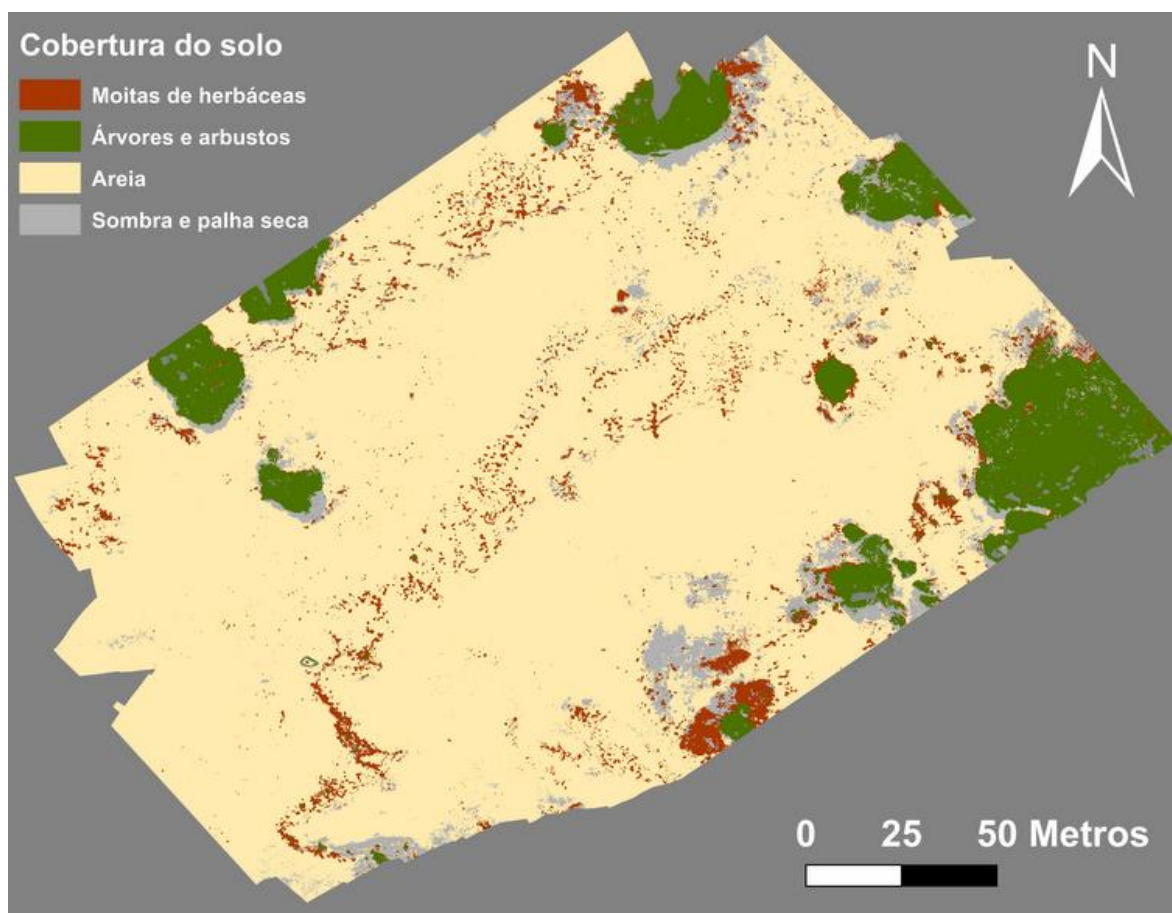 Cobertura do solo
Moitas de herbáceas
Árvores e arbustos
Areia
Sombra e palha seca
N
0 25 50 Metros